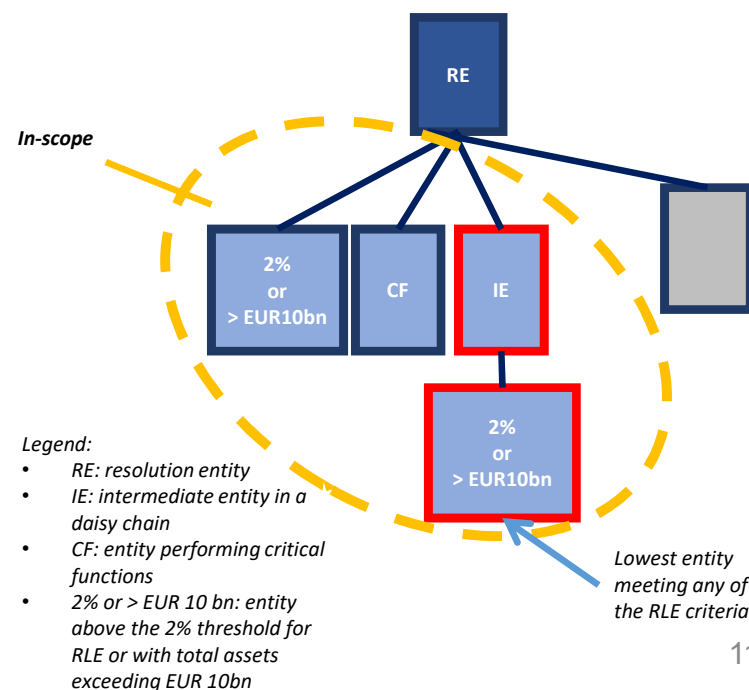 RE
In-scope
2%
or
> EUR10bn
CF
IE
2%
or
> EUR10bn
Legend:
• RE: resolution entity
• IE: intermediate entity in a
daisy chain
• CF: entity performing critical
functions
• 2% or > EUR 10 bn: entity
above the 2% threshold for
RLE or with total assets
exceeding EUR 10bn
Lowest entity
meeting any of
the RLE criteria
11